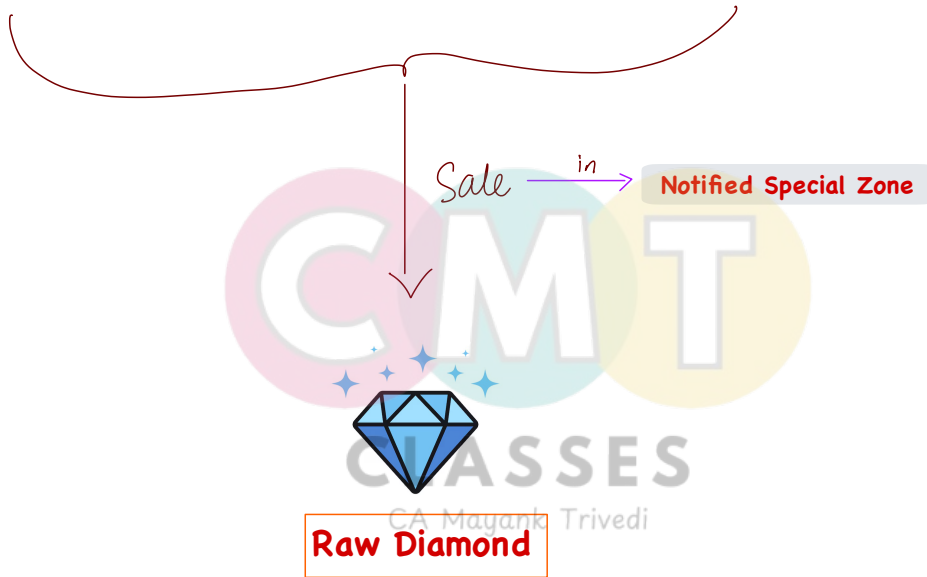 Sale in Notified Special Zone
CMT
CLASSES
CA Mayank Trivedi
Raw Diamond